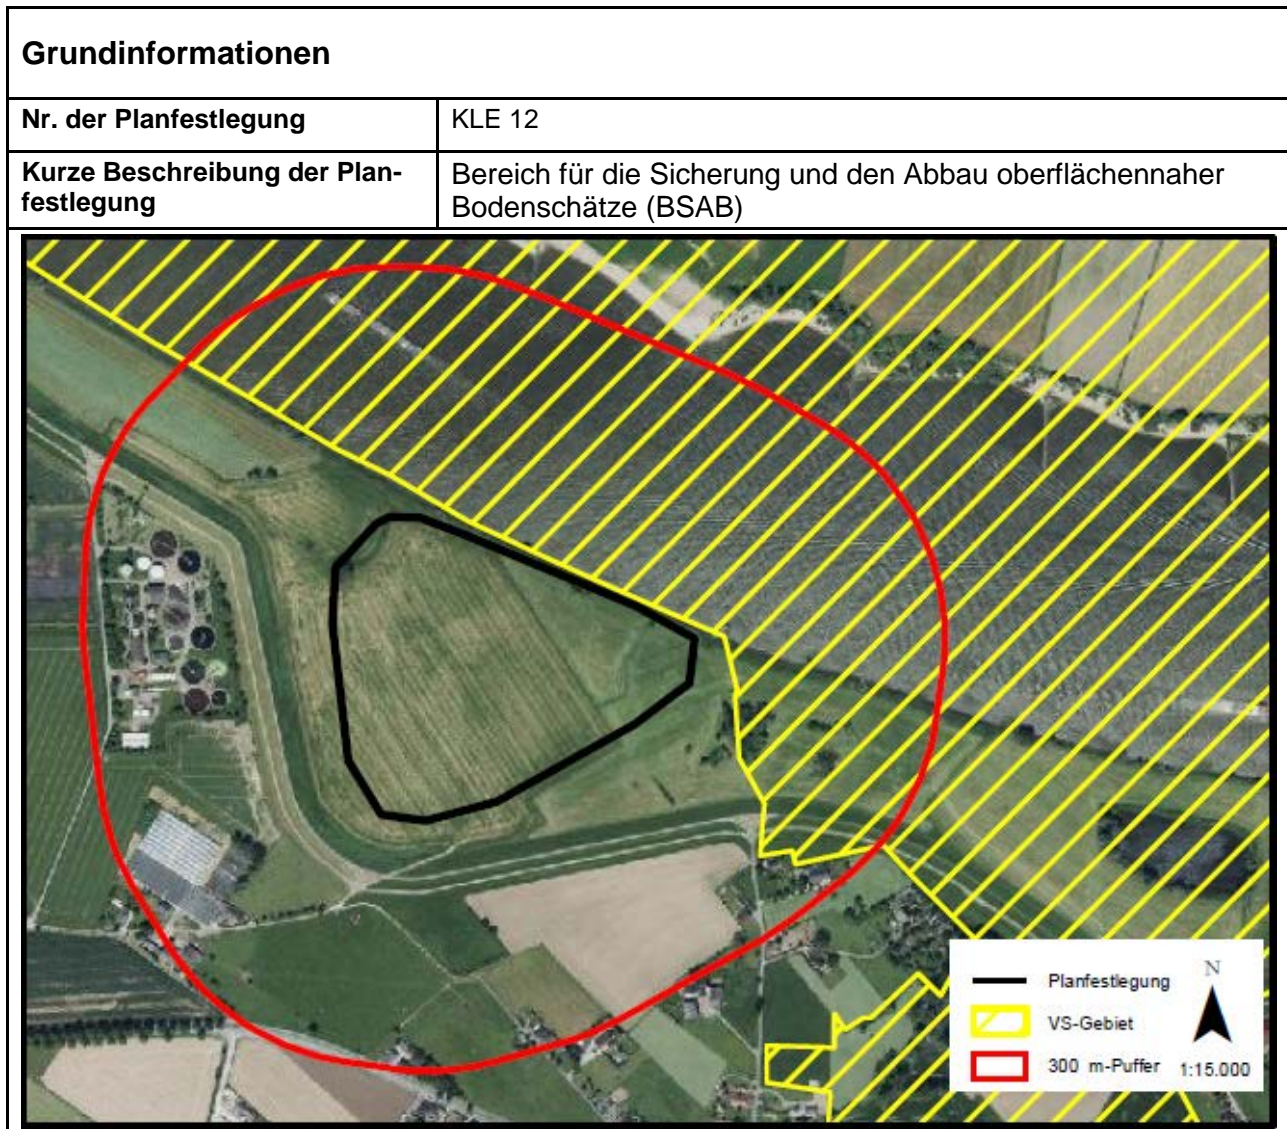 Grundinformationen
Nr. der Planfestlegung
KLE 12
Kurze Beschreibung der Plan-
festlegung
Bereich für die Sicherung und den Abbau oberflächennaher
Bodenschätze (BSAB)
Planfestlegung
VS-Gebiet
300 m-Puffer
N
1:15.000